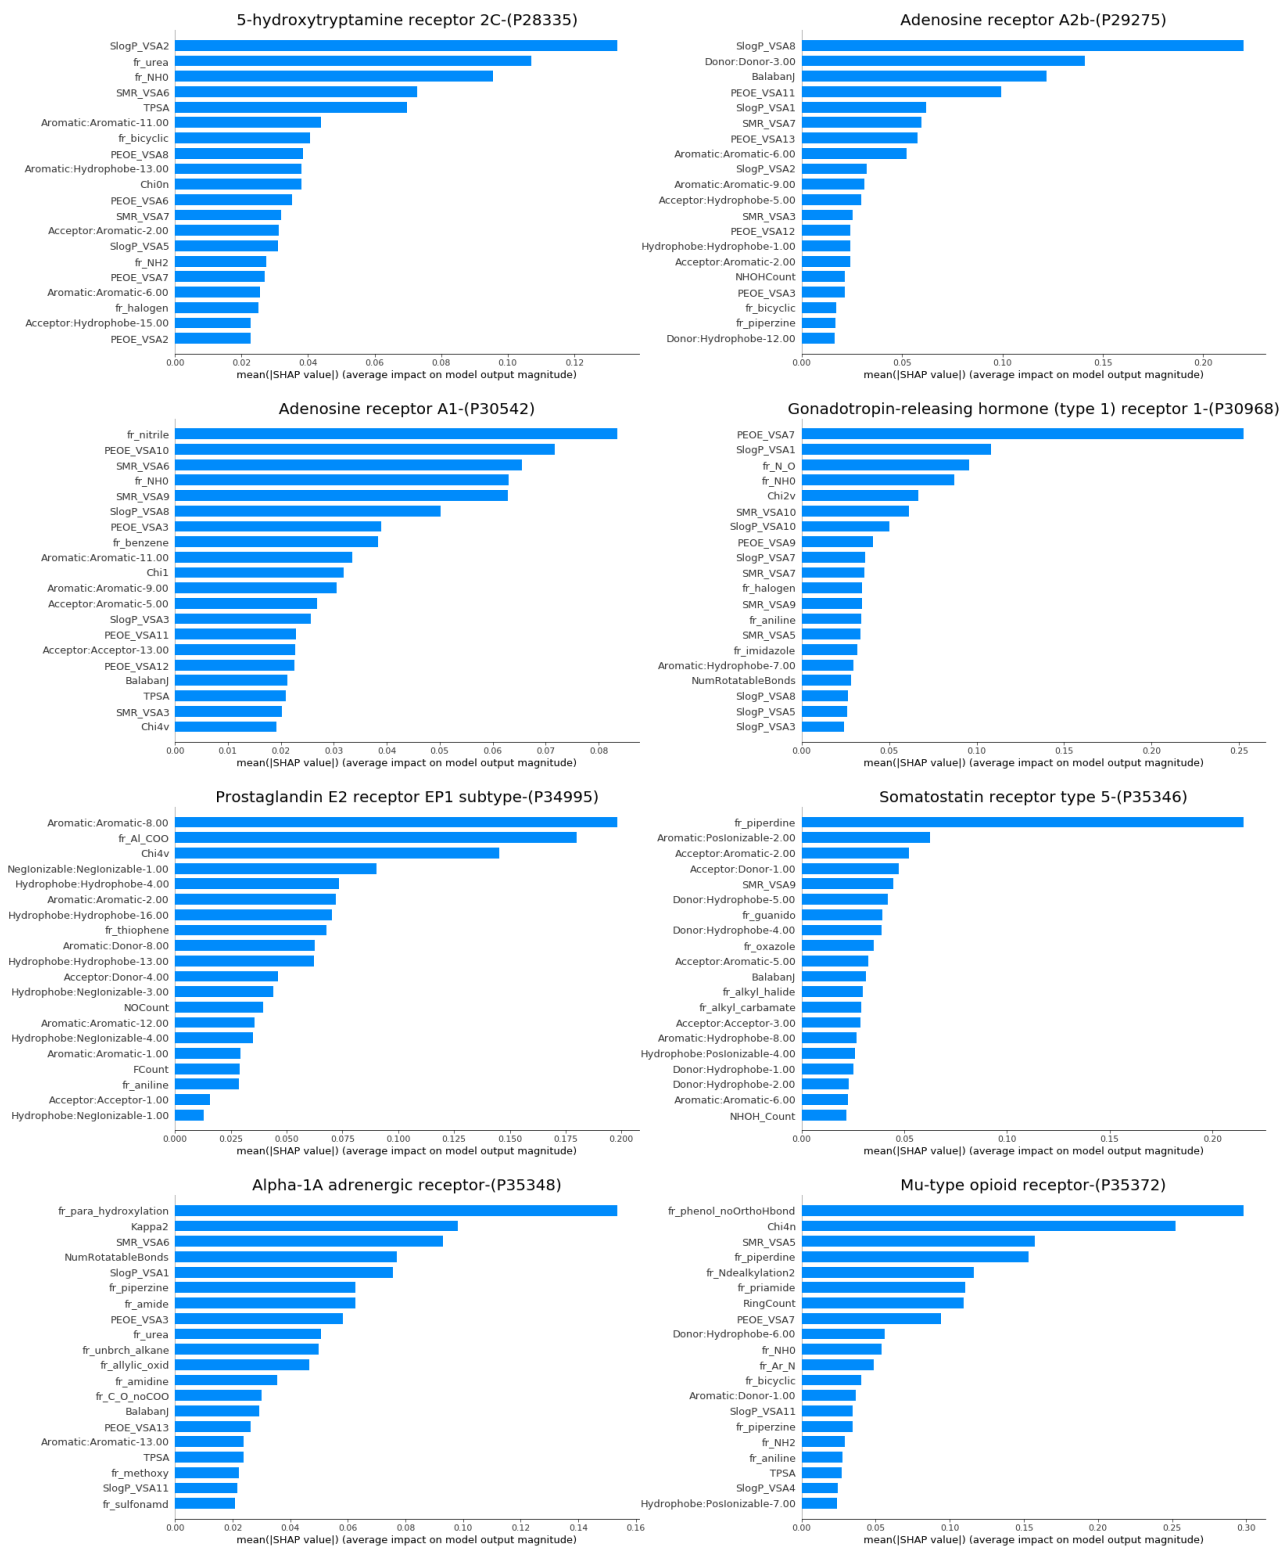 5-hydroxytryptamine receptor 2C-(P28335)
SlogP_VSA2
fr_urea
fr_NH0
SMR_VSA6
TPSA
Aromatic:Aromatic-11.00
fr_bicyclic
PEOE_VSA8
Aromatic:Hydrophobe-13.00
Chi0n
PEOE_VSA6
SMR_VSA7
Acceptor:Aromatic-2.00
SlogP_VSA5
fr_NH2
PEOE_VSA7
Aromatic:Aromatic-6.00
fr_halogen
Acceptor:Hydrophobe-15.00
PEOE_VSA2
0.00 0.02 0.04 0.06 0.08 0.10 0.12
mean(|SHAP value|) (average impact on model output magnitude)
Adenosine receptor A2b-(P29275)
SlogP_VSA8
Donor:Donor-3.00
BalabanJ
PEOE_VSA11
SlogP_VSA1
SMR_VSA7
PEOE_VSA13
Aromatic:Aromatic-6.00
SlogP_VSA2
Aromatic:Aromatic-9.00
Acceptor:Hydrophobe-5.00
SMR_VSA3
PEOE_VSA12
Hydrophobe:Hydrophobe-1.00
Acceptor:Aromatic-2.00
NHOHCount
PEOE_VSA3
fr_bicyclic
fr_piperzine
Donor:Hydrophobe-12.00
0.00 0.05 0.10 0.15 0.20
mean(|SHAP value|) (average impact on model output magnitude)
Adenosine receptor A1-(P30542)
fr_nitrile
PEOE_VSA10
SMR_VSA6
fr_NH0
SMR_VSA9
SlogP_VSA8
PEOE_VSA3
fr_benzene
Aromatic:Aromatic-11.00
Chi1
Aromatic:Aromatic-9.00
Acceptor:Aromatic-5.00
SlogP_VSA3
PEOE_VSA11
Acceptor:Acceptor-13.00
PEOE_VSA12
BalabanJ
TPSA
SMR_VSA3
Chi4v
0.00 0.01 0.02 0.03 0.04 0.05 0.06 0.07 0.08
mean(|SHAP value|) (average impact on model output magnitude)
Gonadotropin-releasing hormone (type 1) receptor 1-(P30968)
PEOE_VSA7
SlogP_VSA1
fr_N_O
fr_NH0
Chi2v
SMR_VSA10
SlogP_VSA10
PEOE_VSA9
SlogP_VSA7
SMR_VSA7
fr_halogen
SMR_VSA9
fr_aniline
SMR_VSA5
fr_imidazole
Aromatic:Hydrophobe-7.00
NumRotatableBonds
SlogP_VSA8
SlogP_VSA5
SlogP_VSA3
0.00 0.05 0.10 0.15 0.20 0.25
mean(|SHAP value|) (average impact on model output magnitude)
Prostaglandin E2 receptor EP1 subtype-(P34995)
Aromatic:Aromatic-8.00
fr_Al_COO
Chi4v
NegIonizable:NegIonizable-1.00
Hydrophobe:Hydrophobe-4.00
Aromatic:Aromatic-2.00
Hydrophobe:Hydrophobe-16.00
fr_thiophene
Aromatic:Donor-8.00
Hydrophobe:Hydrophobe-13.00
Acceptor:Donor-4.00
Hydrophobe:NegIonizable-3.00
NOCount
Aromatic:Aromatic-12.00
Hydrophobe:NegIonizable-4.00
Aromatic:Aromatic-1.00
FCount
fr_aniline
Acceptor:Acceptor-1.00
Hydrophobe:NegIonizable-1.00
0.000 0.025 0.050 0.075 0.100 0.125 0.150 0.175 0.200
mean(|SHAP value|) (average impact on model output magnitude)
Somatostatin receptor type 5-(P35346)
fr_piperdine
Aromatic:PosIonizable-2.00
Acceptor:Aromatic-2.00
Acceptor:Donor-1.00
SMR_VSA9
Donor:Hydrophobe-5.00
fr_guanido
Donor:Hydrophobe-4.00
fr_oxazole
Acceptor:Aromatic-5.00
BalabanJ
fr_alkyl_halide
fr_alkyl_carbamate
Acceptor:Acceptor-3.00
Aromatic:Hydrophobe-8.00
Hydrophobe:PosIonizable-4.00
Donor:Hydrophobe-1.00
Donor:Hydrophobe-2.00
Aromatic:Aromatic-6.00
NHOH_Count
0.00 0.05 0.10 0.15 0.20
mean(|SHAP value|) (average impact on model output magnitude)
Alpha-1A adrenergic receptor-(P35348)
fr_para_hydroxylation
Kappa2
SMR_VSA6
NumRotatableBonds
SlogP_VSA1
fr_piperzine
fr_amide
PEOE_VSA3
fr_urea
fr_unbrch_alkane
fr_allylic_oxid
fr_amidine
fr_C_O_noCOO
BalabanJ
PEOE_VSA13
Aromatic:Aromatic-13.00
TPSA
fr_methoxy
SlogP_VSA11
fr_sulfonamd
0.00 0.02 0.04 0.06 0.08 0.10 0.12 0.14 0.16
mean(|SHAP value|) (average impact on model output magnitude)
Mu-type opioid receptor-(P35372)
fr_phenol_noOrthoHbond
Chi4n
SMR_VSA5
fr_piperdine
fr_Ndealkylation2
fr_priamide
RingCount
PEOE_VSA7
Donor:Hydrophobe-6.00
fr_NH0
fr_Ar_N
fr_bicyclic
Aromatic:Donor-1.00
SlogP_VSA11
fr_piperzine
fr_NH2
fr_aniline
TPSA
SlogP_VSA4
Hydrophobe:PosIonizable-7.00
0.00 0.05 0.10 0.15 0.20 0.25 0.30
mean(|SHAP value|) (average impact on model output magnitude)